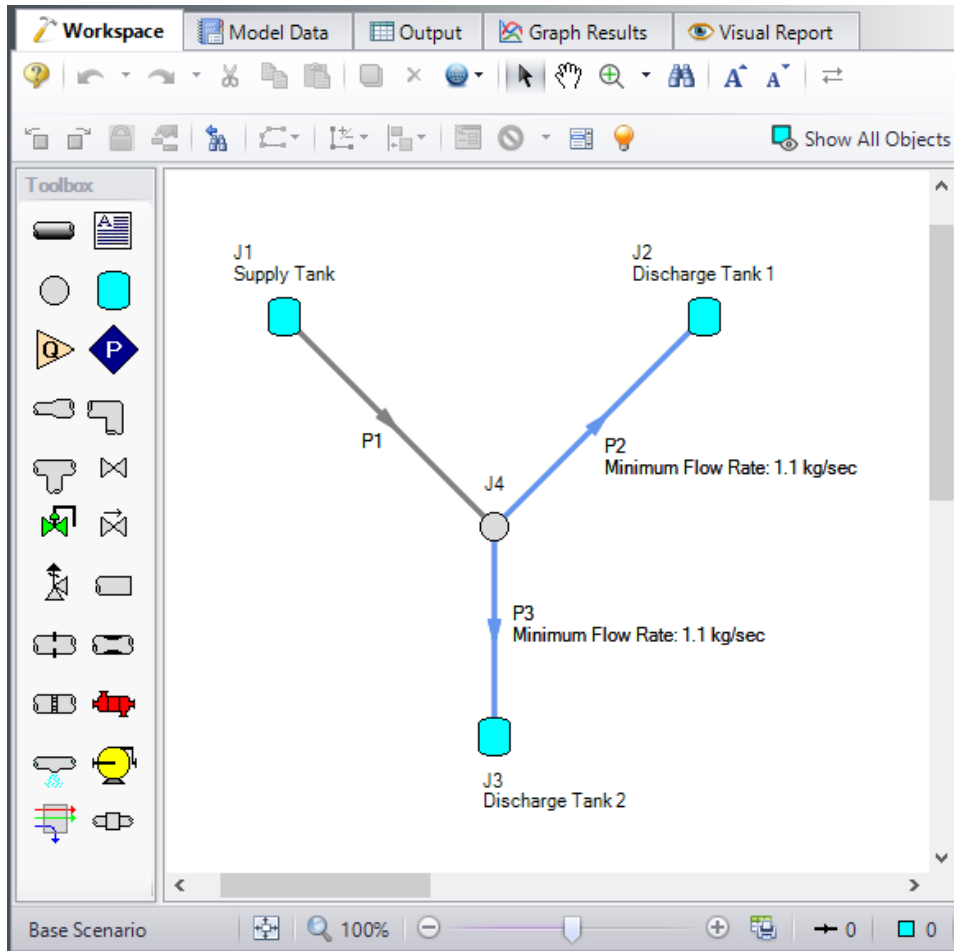 Workspace
Model Data
Output
Graph Results
Visual Report
A A
Show All Objects
Toolbox
A
Q
P
J1
Supply Tank
J2
Discharge Tank 1
P1
P2
Minimum Flow Rate: 1.1 kg/sec
J4
P3
Minimum Flow Rate: 1.1 kg/sec
J3
Discharge Tank 2
Base Scenario
100%
0
0